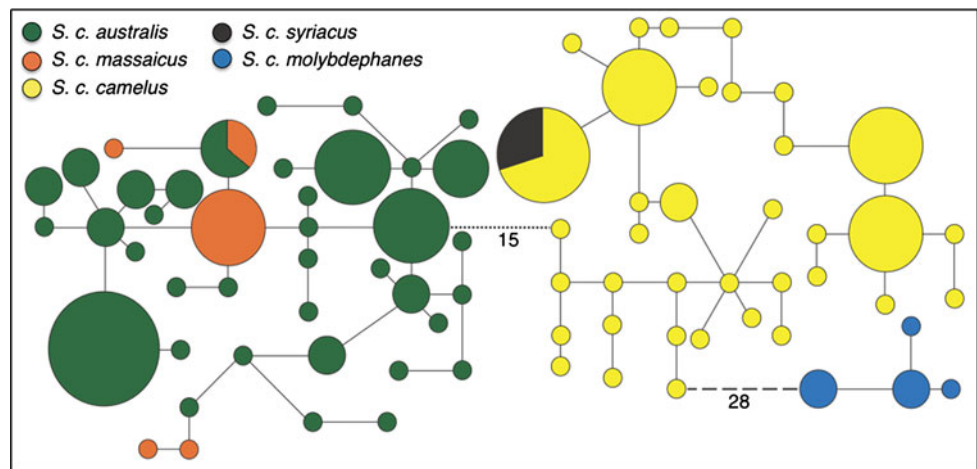 S. c. australis
S. c. massaicus
S. c. camelus
S. c. syriacus
S. c. molybdephanes
15
28